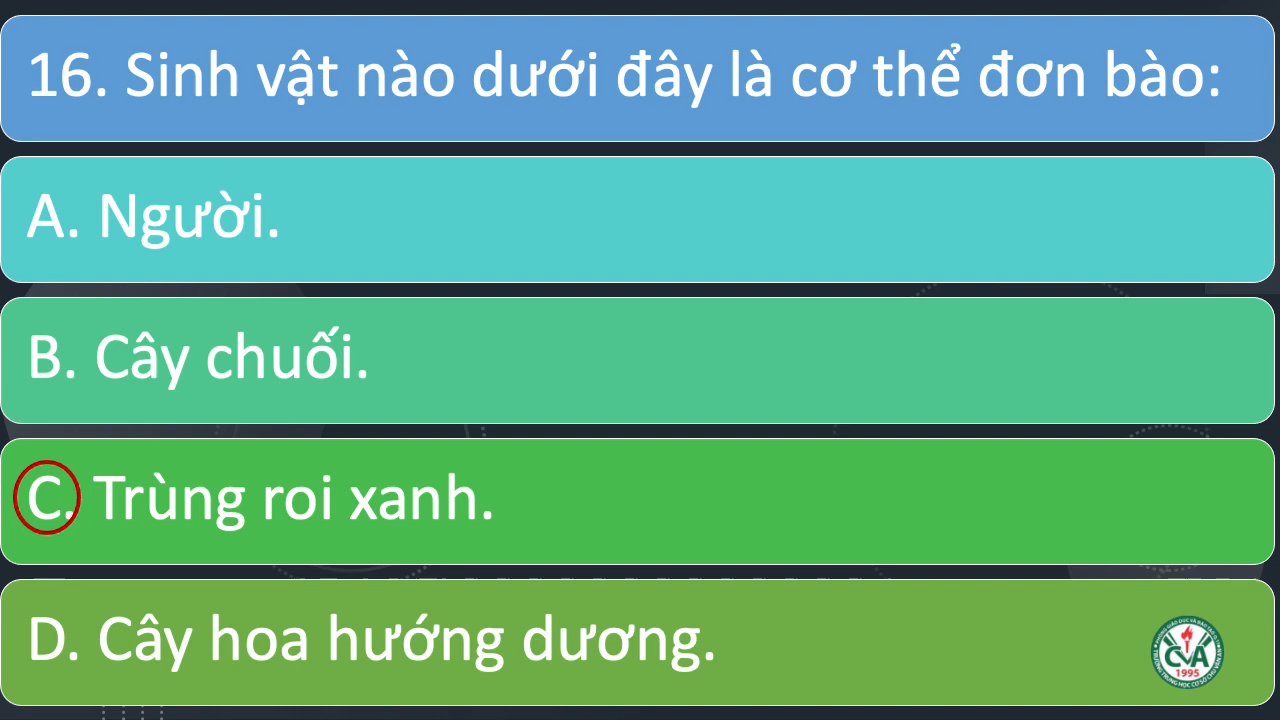 16. Sinh vật nào dưới đây là cơ thể đơn bào:
A. Người.
B. Cây chuối.
C. Trùng roi xanh.
D. Cây hoa hướng dương.
CVA
1995